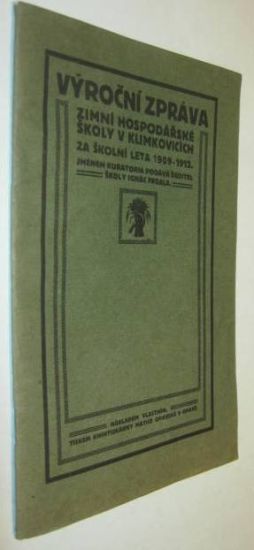 VÝROČNÍ ZPRÁVA
ZIMNÍ HOSPODÁŘSKÉ
ŠKOLY V KLIMKOVICÍCH
ZA ŠKOLNÍ LETA 1909-1912.
JMÉNEM KURATORIA PODÁVÁ ŘEDITEL
ŠKOLY IGNÁC
NÁKLADEM VLASTNÍM.
TISKEM KNIHTISKÁRNY MATICE OPAVSKÉ V OPAVĚ